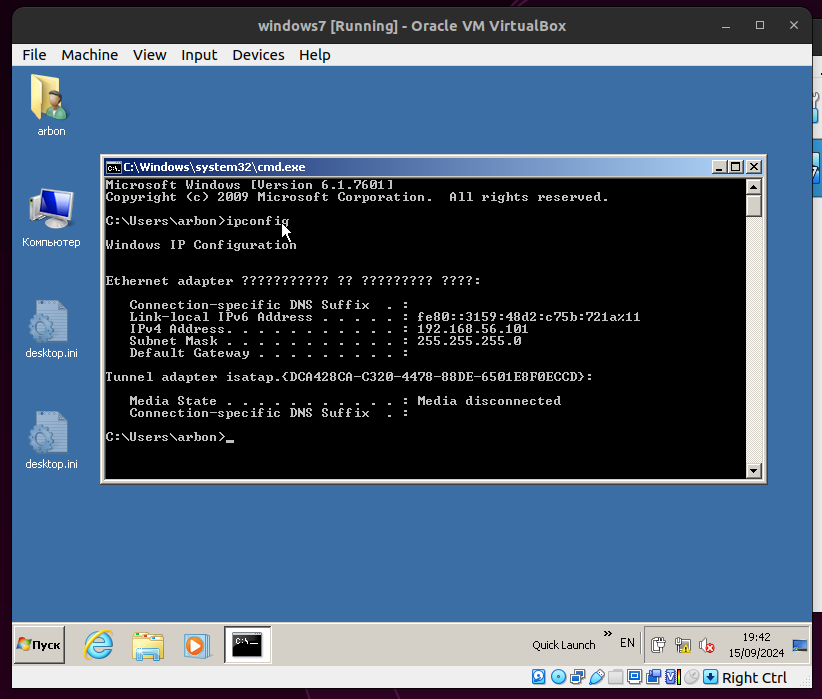 windows7 [Running] - Oracle VM VirtualBox
File Machine View Input Devices Help
arbon
Компьютер
desktop.ini
desktop.ini
C:\Windows\system32\cmd.exe
Microsoft Windows [Version 6.1.7601]
Copyright (c) 2009 Microsoft Corporation.  All rights reserved.
C:\Users\arbon>ipconfig
Windows IP Configuration
Ethernet adapter ??????????? ?? ????????? ????:
Connection-specific DNS Suffix  . :
Link-local IPv6 Address . . . . . : fe80::3159:48d2:c75b:721a%11
IPv4 Address. . . . . . . . . . . : 192.168.56.101
Subnet Mask . . . . . . . . . . . : 255.255.255.0
Default Gateway . . . . . . . . . :
Tunnel adapter isatap.{DCA428CA-C320-4478-88DE-6501E8F0ECCD}:
Media State . . . . . . . . . . . : Media disconnected
Connection-specific DNS Suffix  . :
C:\Users\arbon>_
Пуск
C:\_
Quick Launch » EN
19:42
15/09/2024
Right Ctrl